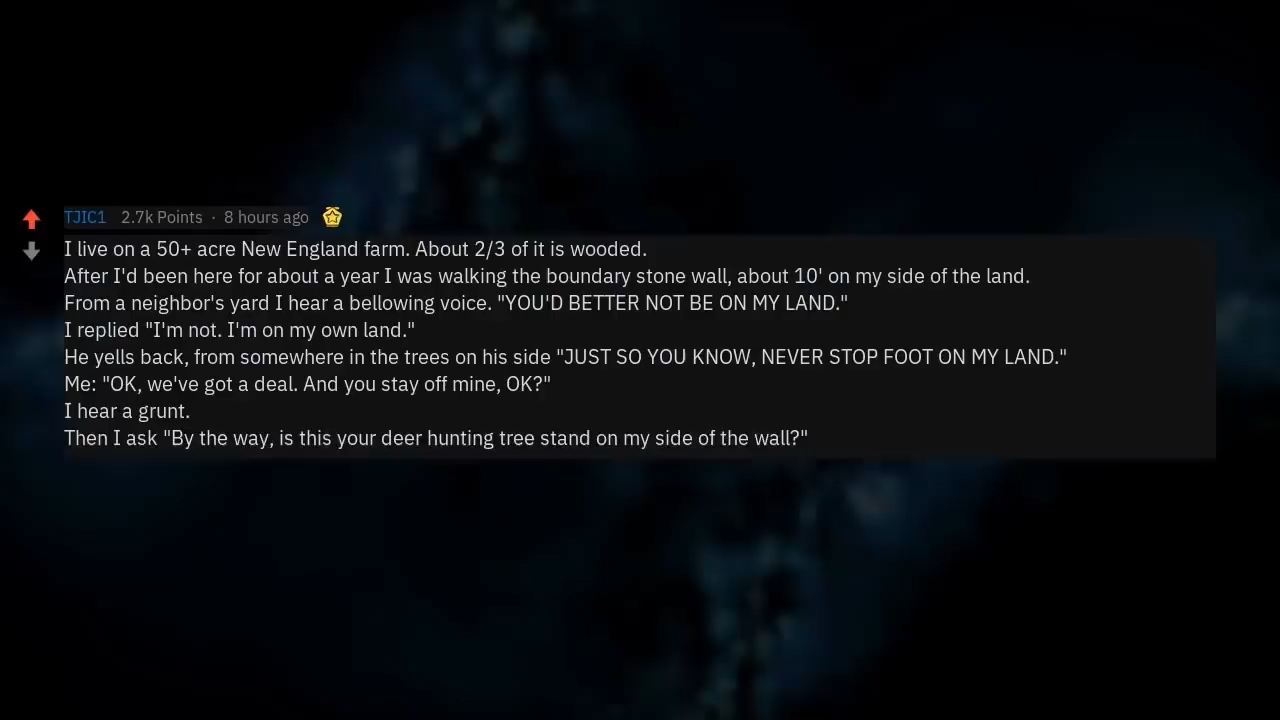 TJIC1 2.7k Points · 8 hours ago
I live on a 50+ acre New England farm. About 2/3 of it is wooded.
After I'd been here for about a year I was walking the boundary stone wall, about 10' on my side of the land.
From a neighbor's yard I hear a bellowing voice. "YOU'D BETTER NOT BE ON MY LAND."
I replied "I'm not. I'm on my own land."
He yells back, from somewhere in the trees on his side "JUST SO YOU KNOW, NEVER STOP FOOT ON MY LAND."
Me: "OK, we've got a deal. And you stay off mine, OK?"
I hear a grunt.
Then I ask "By the way, is this your deer hunting tree stand on my side of the wall?"